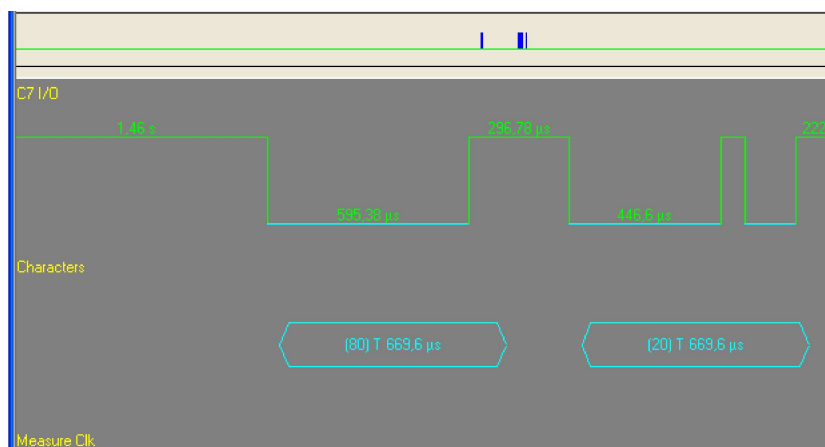 C7 I/O
1,46 s
296,78 µs
222
595,38 µs
446,6 µs
Characters
(80) T 669,6 µs
(20) T 669,6 µs
Measure Clk